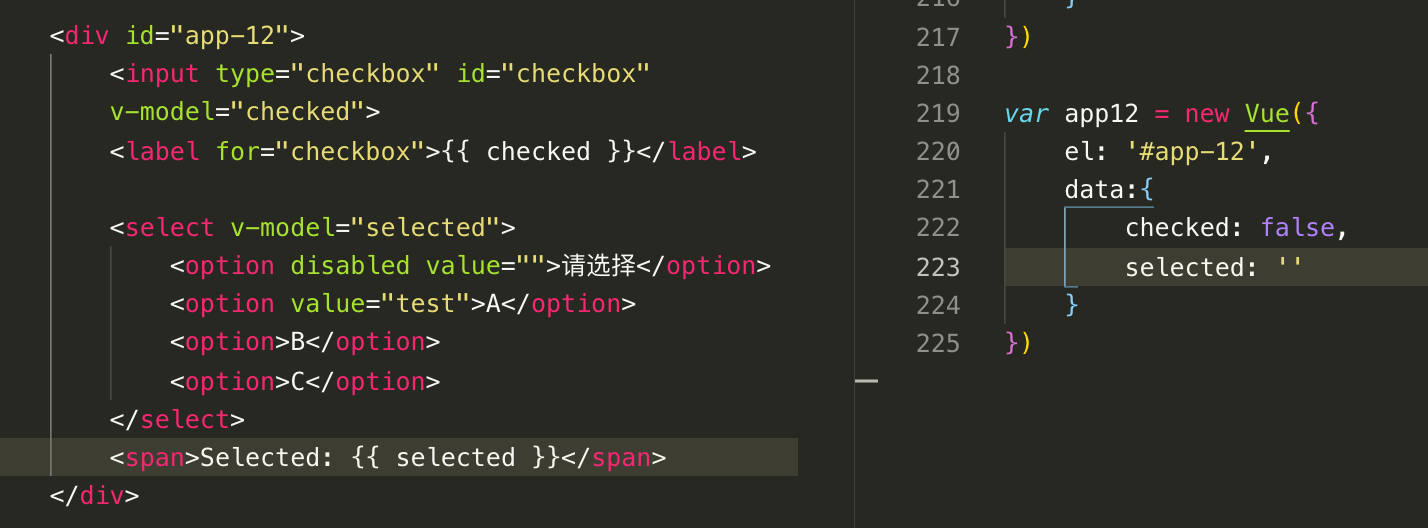 <div id="app-12">
<input type="checkbox" id="checkbox"
v-model="checked">
<label for="checkbox">{{ checked }}</label>
<select v-model="selected">
<option disabled value="">请选择</option>
<option value="test">A</option>
<option>B</option>
<option>C</option>
</select>
<span>Selected: {{ selected }}</span>
</div>
216 }
217 })
218
219 var app12 = new Vue({
220 el: '#app-12',
221 data:{
222 checked: false,
223 selected: ''
224 }
225 })